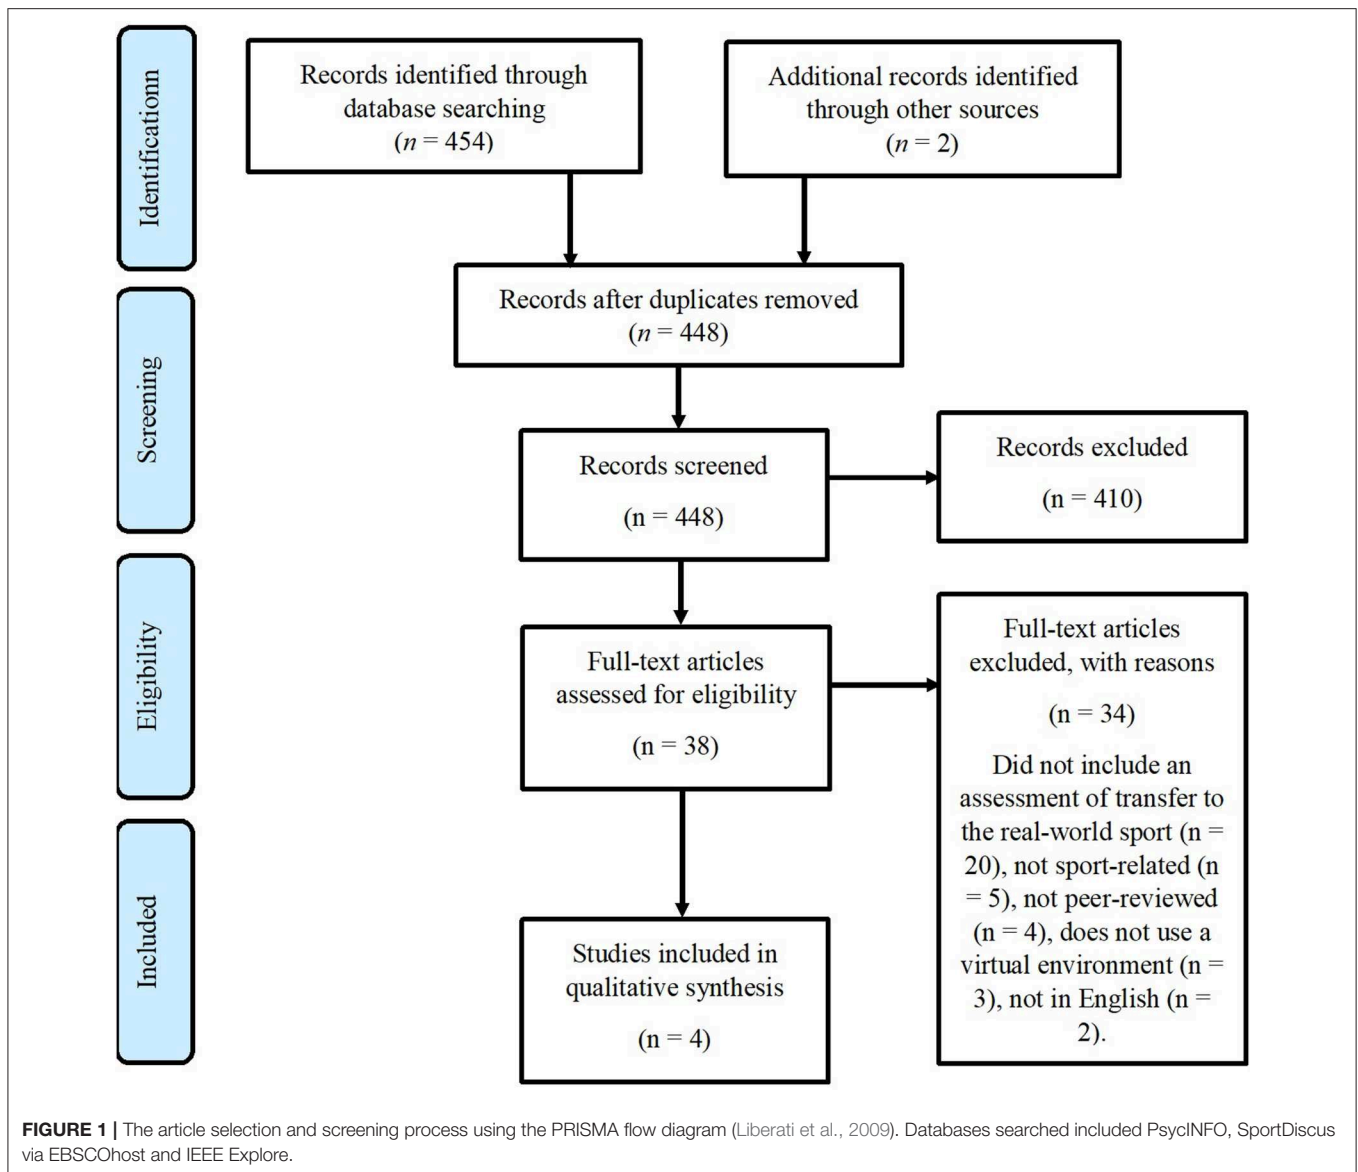 Identificationn
Records identified through
database searching
(n = 454)
Additional records identified
through other sources
(n = 2)
Screening
Records after duplicates removed
(n = 448)
Records screened
(n = 448)
Records excluded
(n = 410)
Eligibility
Full-text articles
assessed for eligibility
(n = 38)
Full-text articles
excluded, with reasons
(n = 34)
Did not include an
assessment of transfer to
the real-world sport (n =
20), not sport-related (n
= 5), not peer-reviewed
(n = 4), does not use a
virtual environment (n =
3), not in English (n =
2).
Included
Studies included in
qualitative synthesis
(n = 4)
FIGURE 1 | The article selection and screening process using the PRISMA flow diagram (Liberati et al., 2009). Databases searched included PsycINFO, SportDiscus
via EBSCOhost and IEEE Explore.